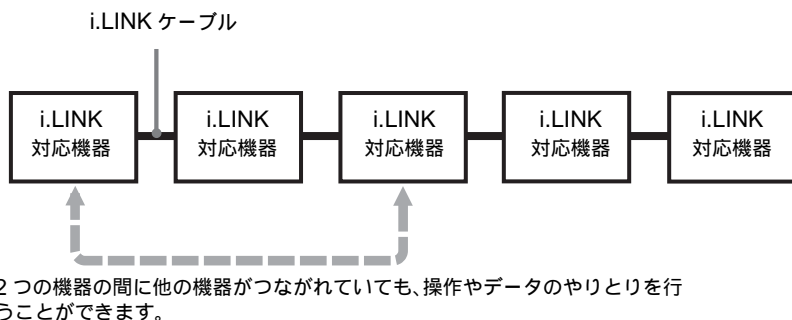 i.LINK ケーブル
i.LINK
対応機器
i.LINK
対応機器
i.LINK
対応機器
i.LINK
対応機器
i.LINK
対応機器
2 つの機器の間に他の機器がつながれていても、操作やデータのやりとりを行
うことができます。